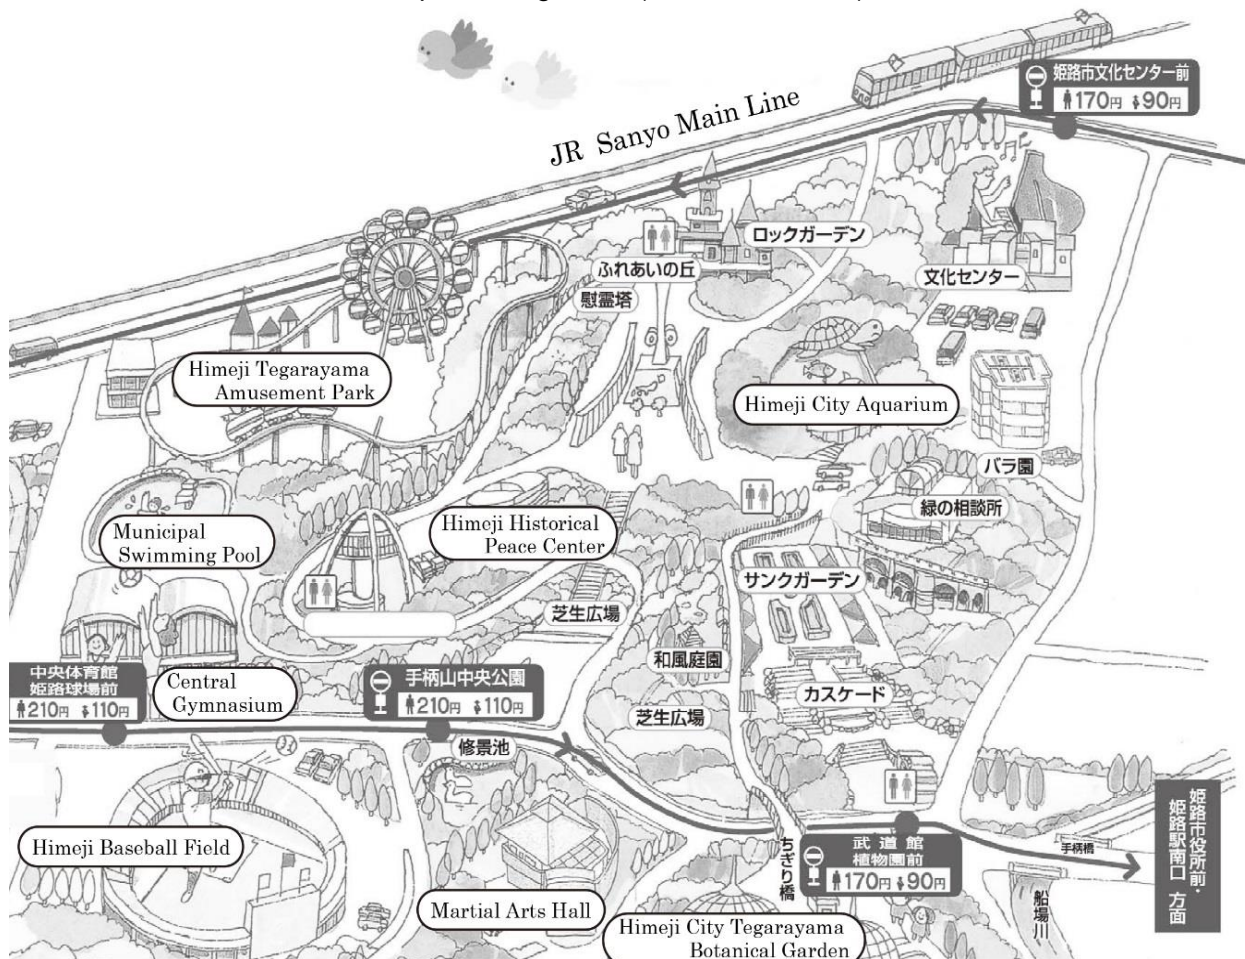 JR Sanyo Main Line
姫路市文化センター前
170円 90円
ロックガーデン
ふれあいの丘
慰霊塔
文化センター
Himeji Tegarayama
Amusement Park
Himeji City Aquarium
バラ園
緑の相談所
Municipal
Swimming Pool
Himeji Historical
Peace Center
サンクガーデン
芝生広場
和風庭園
中央体育館
姫路球場前
210円 110円
Central
Gymnasium
手柄山中央公園
210円 110円
カスケード
芝生広場
修景池
Himeji Baseball Field
ちぎり橋
武道館
植物園前
170円 90円
手柄橋
船場川
姫路市役所前・
姫路駅南口 方面
Martial Arts Hall
Himeji City Tegarayama
Botanical Garden